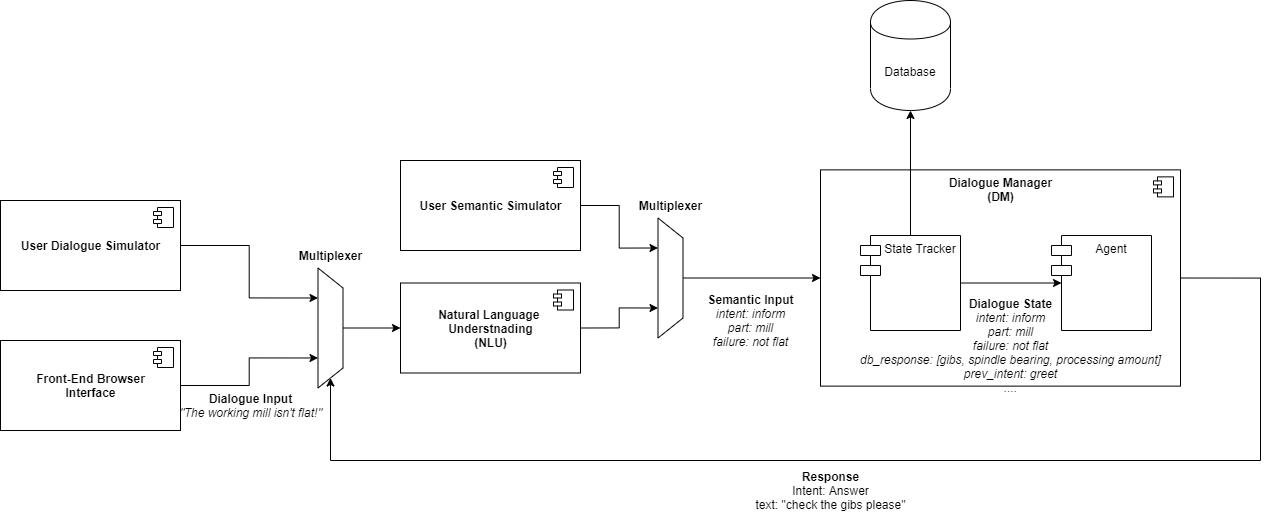 Database
Dialogue Manager
(DM)
User Semantic Simulator
Multiplexer
User Dialogue Simulator
State Tracker
Agent
Multiplexer
Natural Language
Understnading
(NLU)
Semantic Input
intent: inform
part: mill
failure: not flat
Dialogue State
intent: inform
part: mill
failure: not flat
db_response: [gibs, spindle bearing, processing amount]
prev_intent: greet
....
Front-End Browser
Interface
Dialogue Input
"The working mill isn't flat!"
Response
Intent: Answer
text: "check the gibs please"